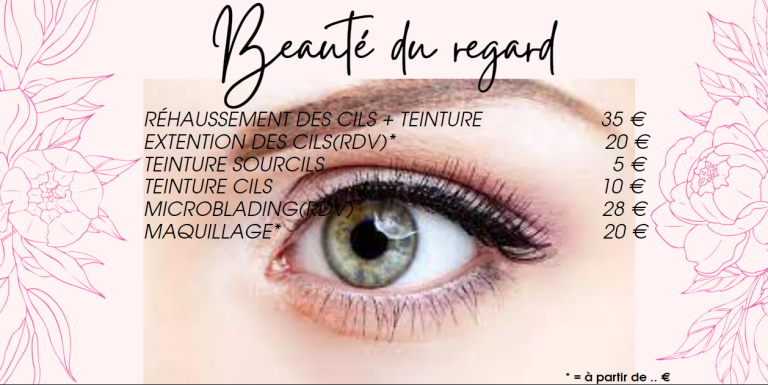 Beauté du regard
RÉHAUSSEMENT DES CILS + TEINTURE 35 €
EXTENTION DES CILS(RDV)* 20 €
TEINTURE SOURCILS 5 €
TEINTURE CILS 10 €
MICROBLADING(RDV) 28 €
MAQUILLAGE* 20 €
* = à partir de .. €